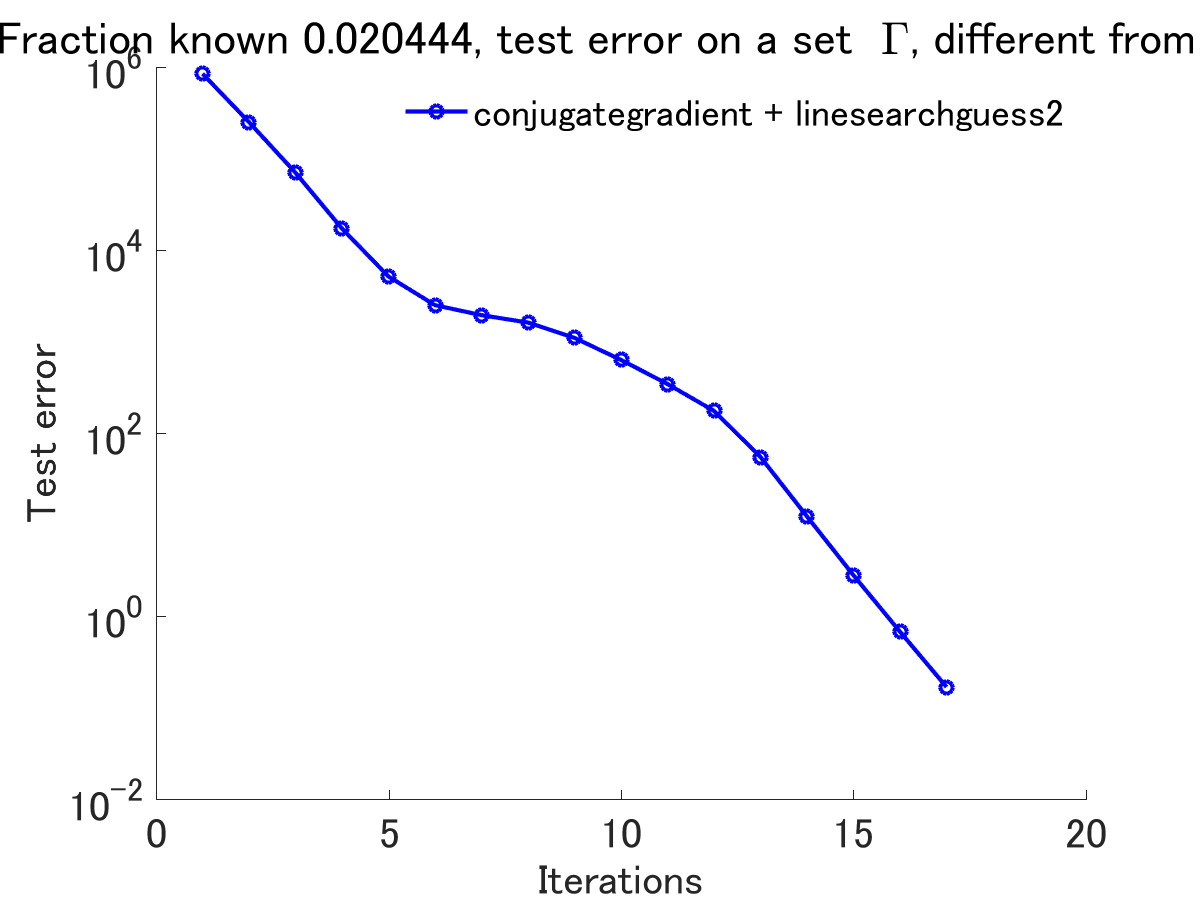 Fraction known 0.020444, test error on a set Γ, different from
10^6
conjugategradient + linesearchguess2
10^4
10^2
10^0
10^-2
Test error
0 5 10 15 20
Iterations